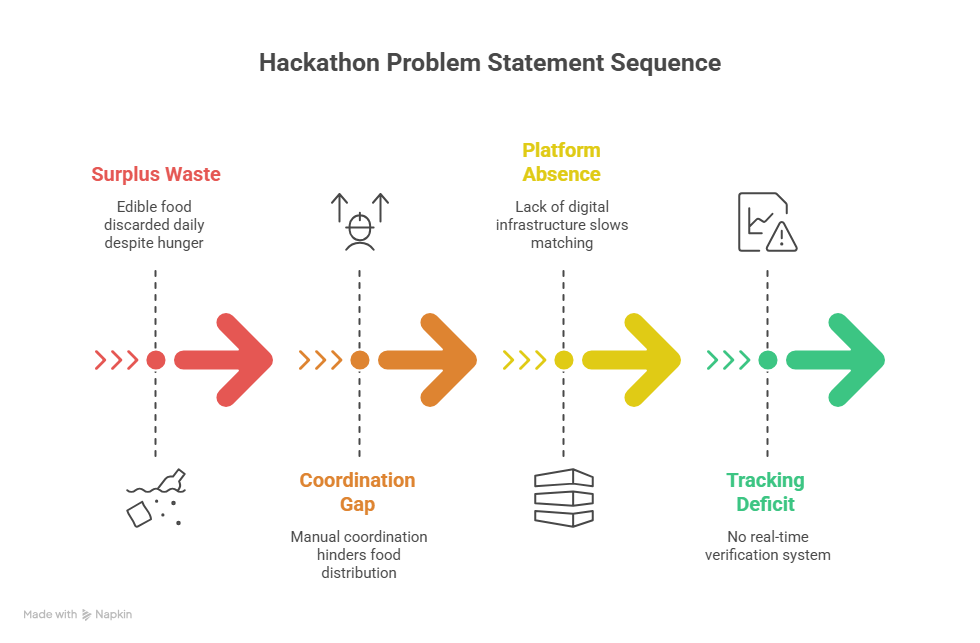 Hackathon Problem Statement Sequence
Surplus Waste
Edible food
discarded daily
despite hunger
Coordination
Gap
Manual coordination
hinders food
distribution
Platform
Absence
Lack of digital
infrastructure slows
matching
Tracking
Deficit
No real-time
verification system
Made with Napkin